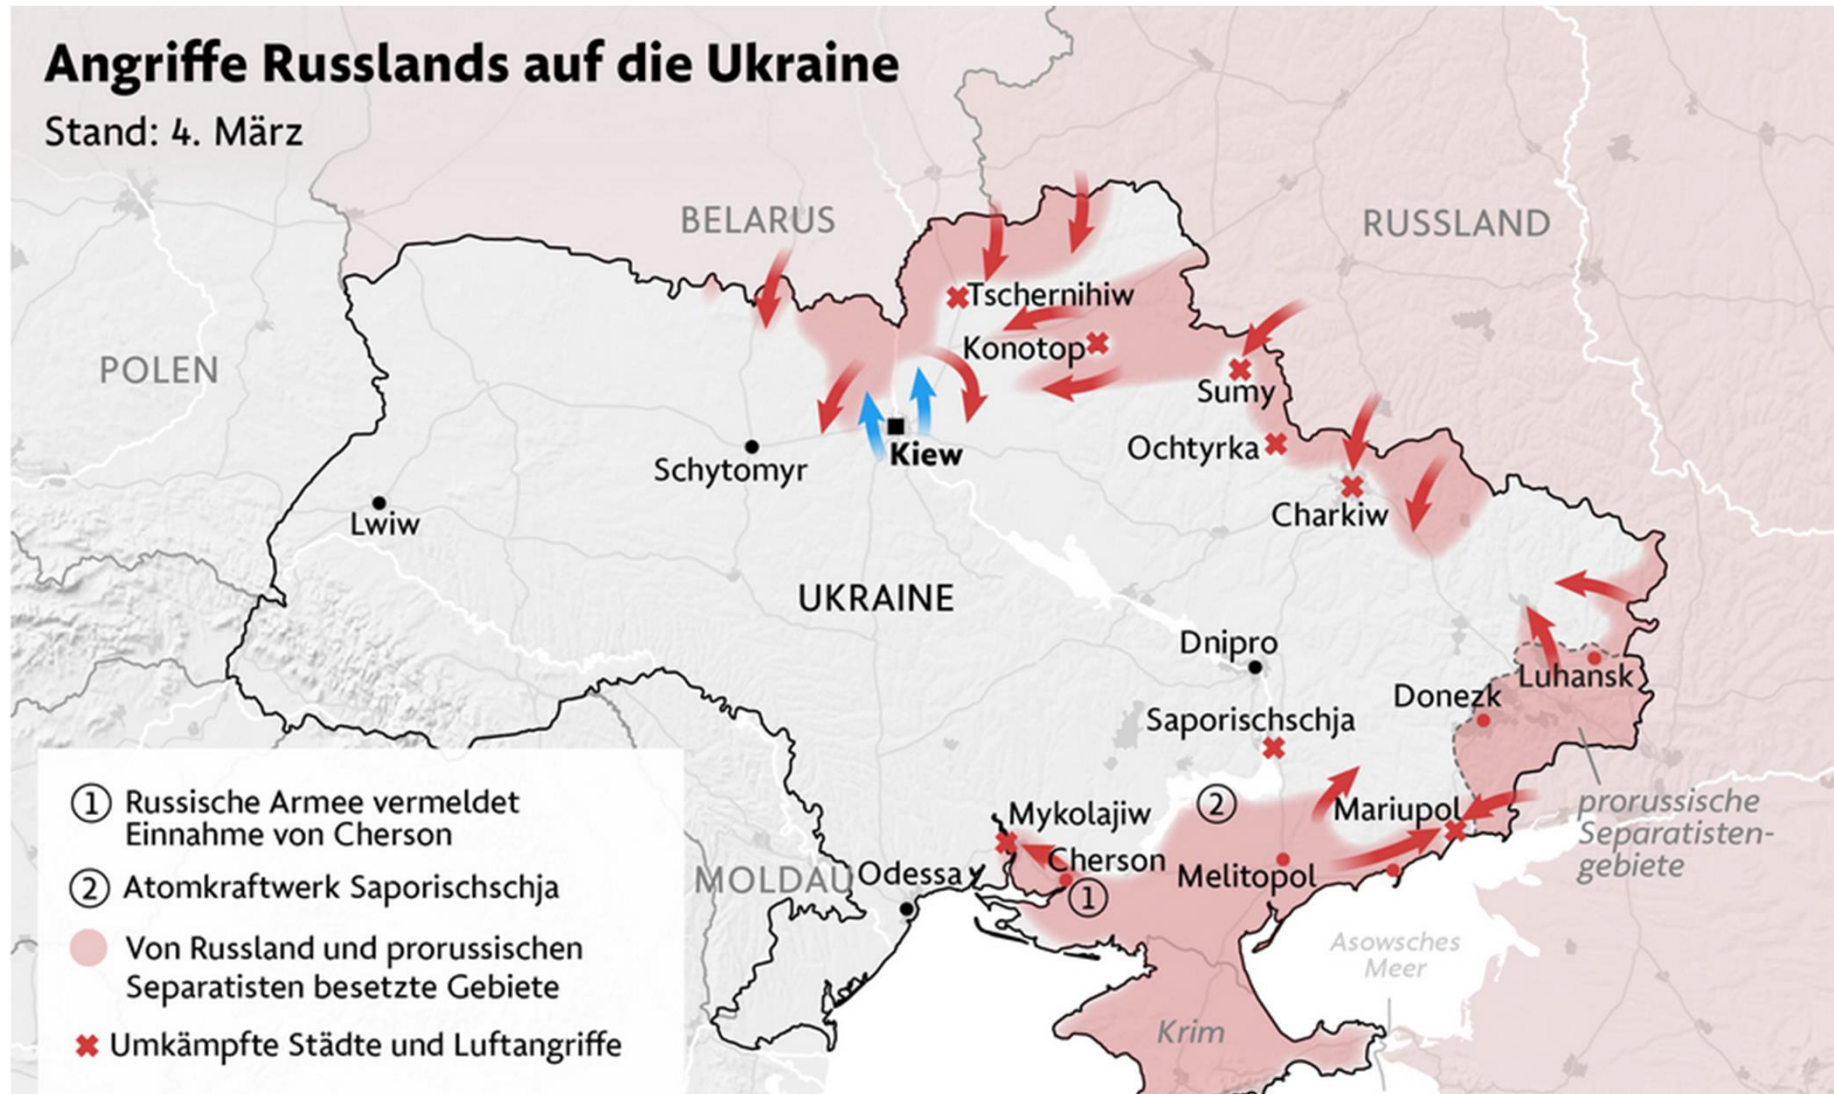 Angriffe Russlands auf die Ukraine
Stand: 4. März
BELARUS
RUSSLAND
POLEN
Tschernihiw
Konotop
Sumy
Ochtyrka
Charkiw
Kiew
Schytomyr
Lwiw
UKRAINE
Dnipro
Luhansk
Donezk
Saporischschja
2
Mariupol
prorussische
Separatisten-
gebiete
Mykolajiw
Cherson
1
Melitopol
MOLDAU
Odessa
Asowsches
Meer
Krim
1 Russische Armee vermeldet
Einnahme von Cherson
2 Atomkraftwerk Saporischschja
Von Russland und prorussischen
Separatisten besetzte Gebiete
Umkämpfte Städte und Luftangriffe